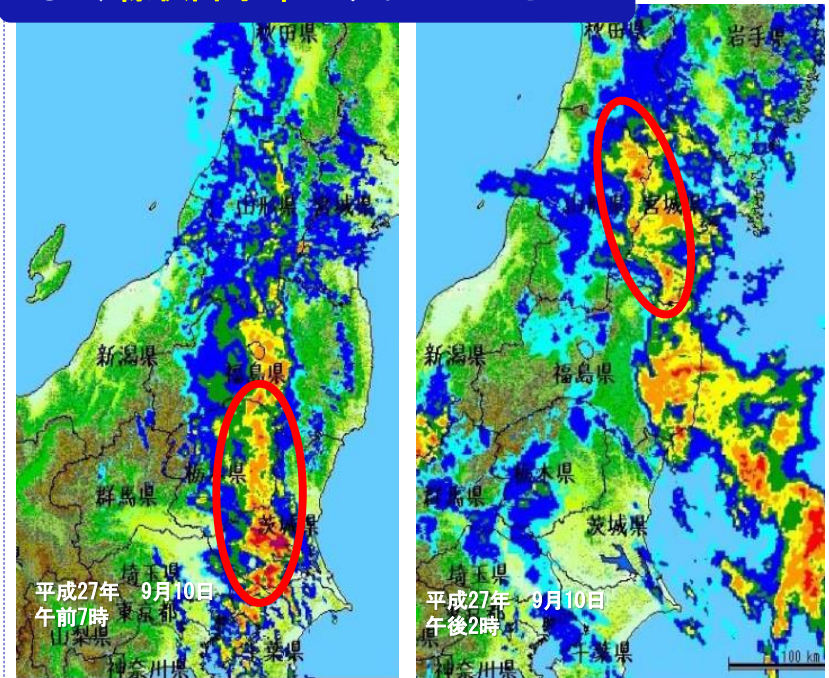 秋田県
山形県
宮城県
新潟県
福島県
栃木県
群馬県
茨城県
埼玉県
平成27年 9月10日
午前7時
東京都
山梨県
千葉県
神奈川県
秋田県
岩手県
山形県
宮城県
新潟県
福島県
栃木県
群馬県
茨城県
埼玉県
平成27年 9月10日
午後2時
千葉県
100 km